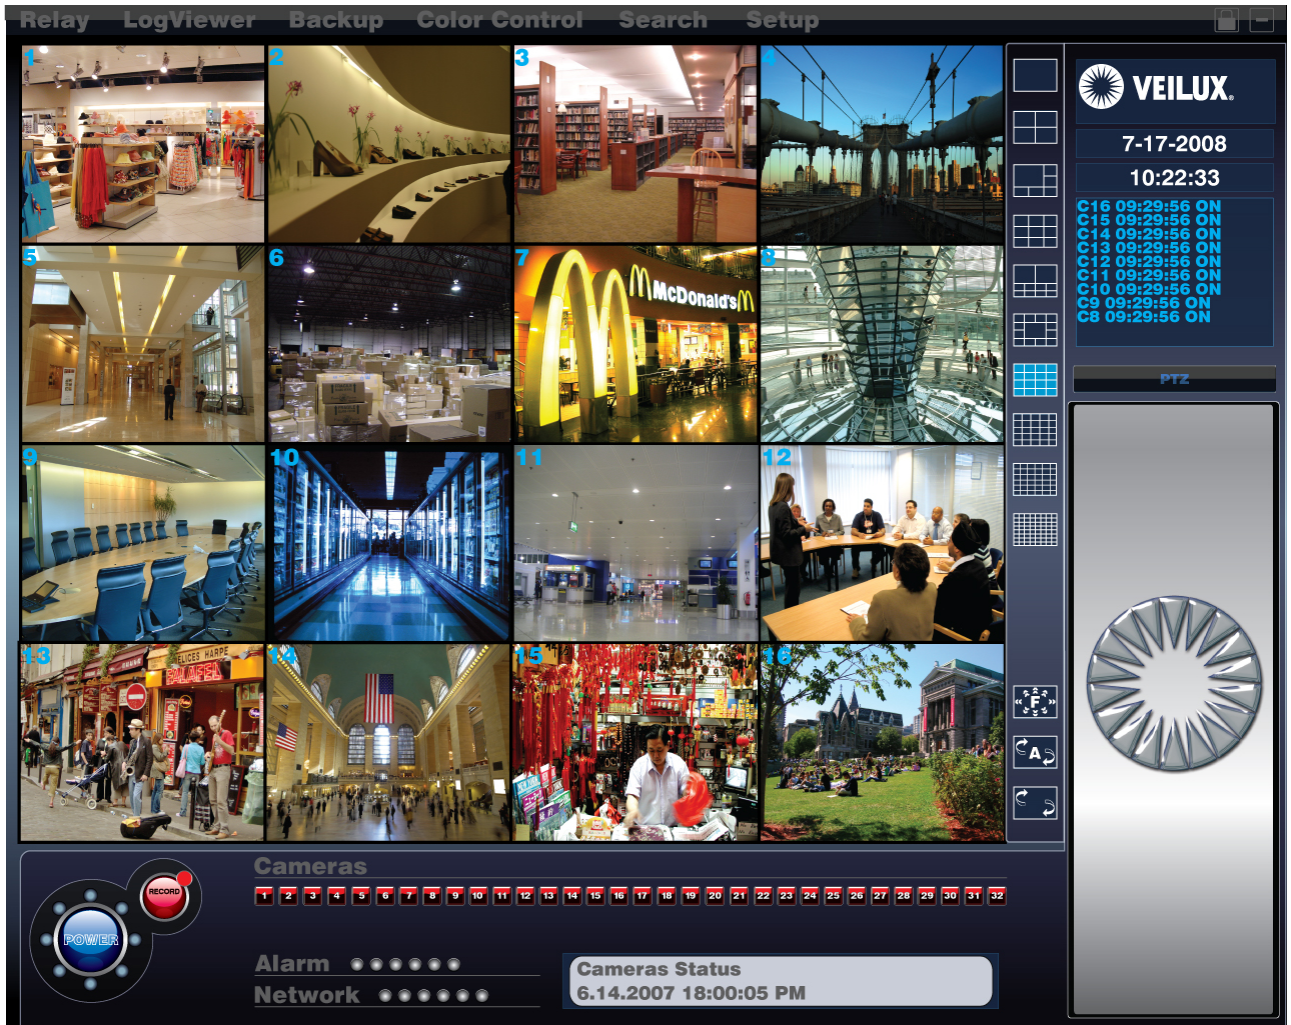 Relay LogViewer Backup Color Control Search Setup
1 2 3 4
VEILUX®
7-17-2008
10:22:33
C16 09:29:56 ON
C15 09:29:56 ON
C14 09:29:56 ON
C13 09:29:56 ON
C12 09:29:56 ON
C11 09:29:56 ON
C10 09:29:56 ON
C9 09:29:56 ON
C8 09:29:56 ON
PTZ
5 6 7 8
McDonald's
9 10 11 12
13 1 15 16
DELICES HARPE
FALAFEL
F
A
Cameras
1 2 3 4 5 6 7 8 9 10 11 12 13 14 15 16 17 18 19 20 21 22 23 24 25 26 27 28 29 30 31 32
RECORD
POWER
Alarm
Network
Cameras Status
6.14.2007 18:00:05 PM